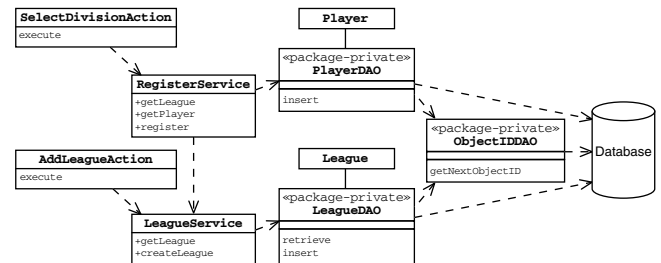 SelectDivisionAction
execute
Player
«package-private»
PlayerDAO
insert
RegisterService
+getLeague
+getPlayer
+register
«package-private»
ObjectIDDAO
getNextObjectID
Database
AddLeagueAction
execute
League
«package-private»
LeagueDAO
retrieve
insert
LeagueService
+getLeague
+createLeague